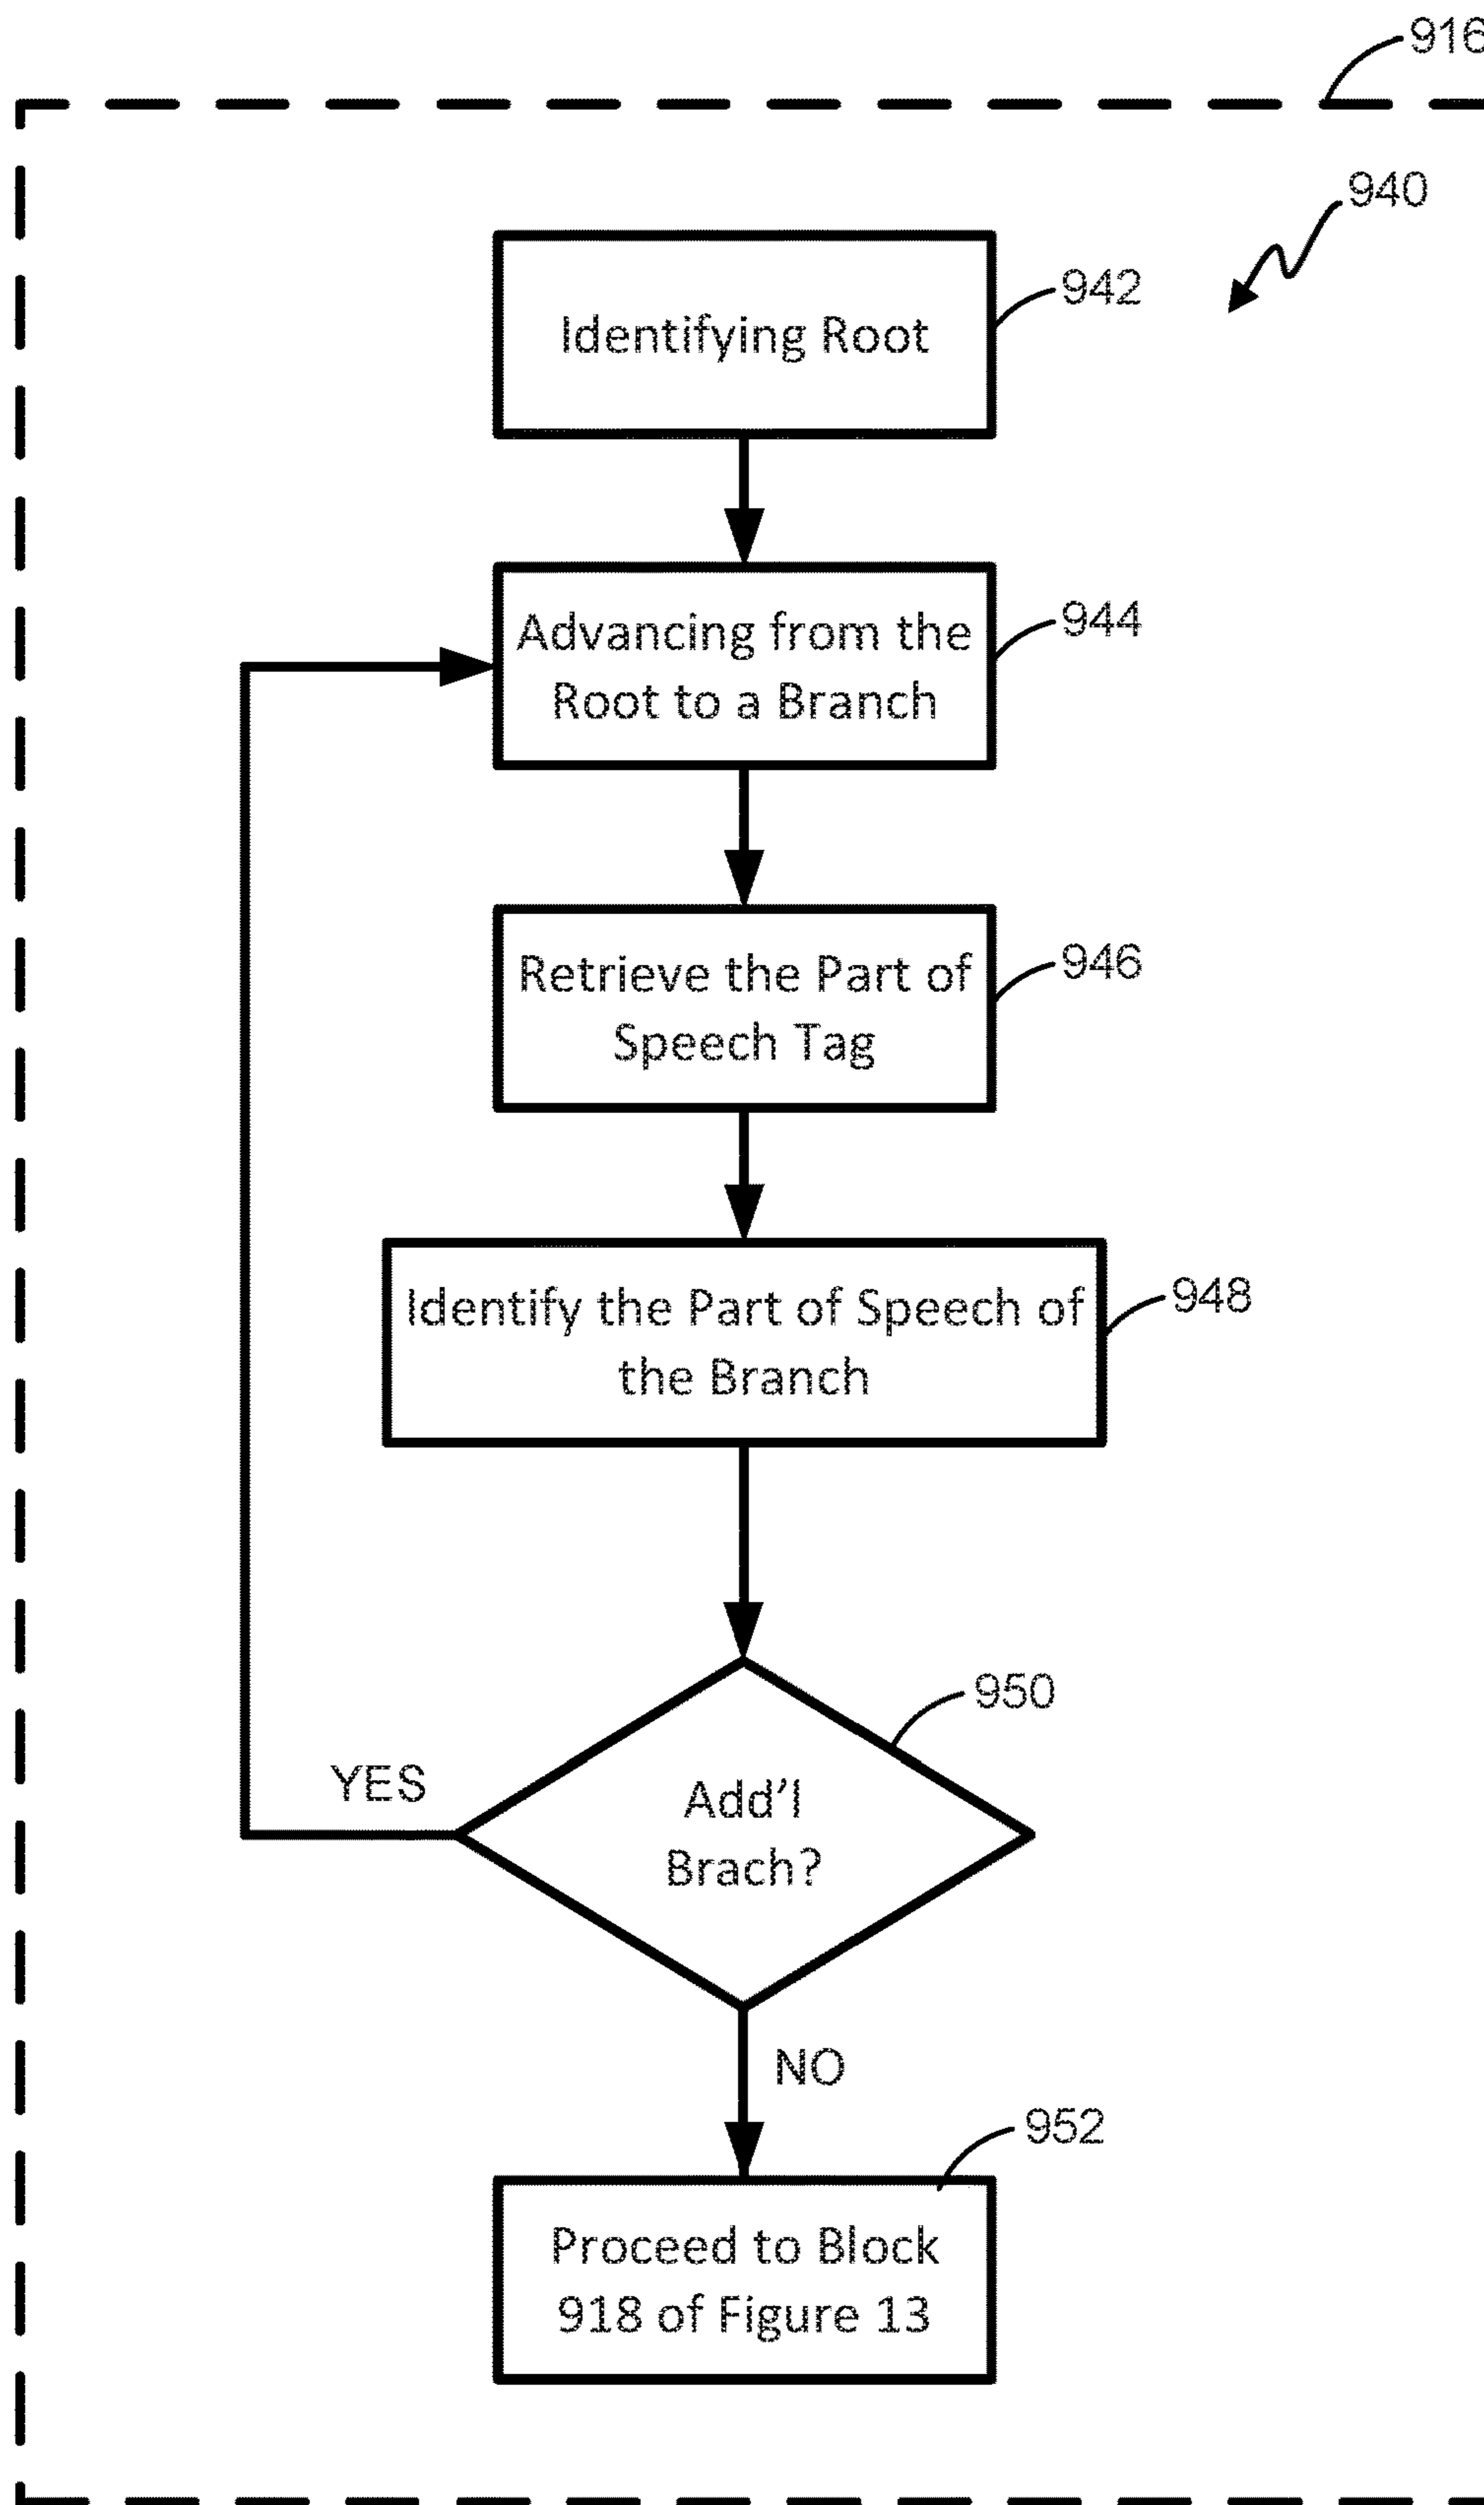 916
940
942
Identifying Root
944
Advancing from the
Root to a Branch
946
Retrieve the Part of
Speech Tag
948
Identify the Part of Speech of
the Branch
950
YES
Add'l
Brach?
NO
952
Proceed to Block
918 of Figure 13